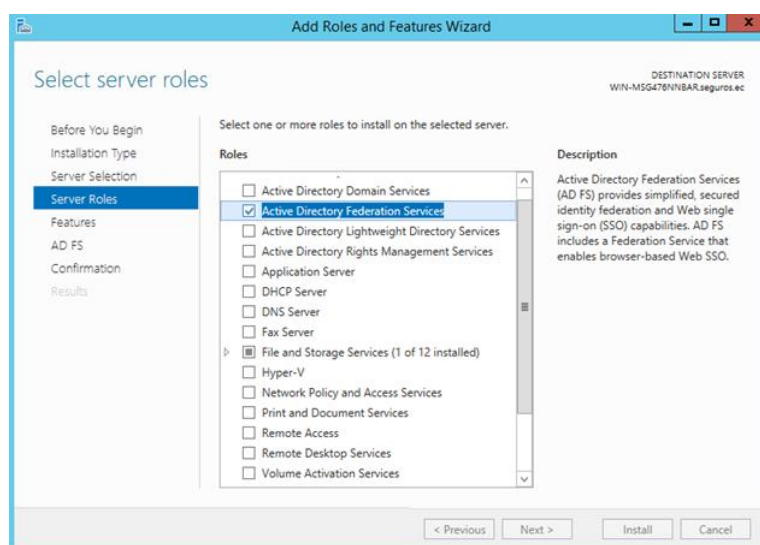 Add Roles and Features Wizard
Select server roles
DESTINATION SERVER
WIN-MSG476NNBAR.seguros.ec
Before You Begin
Installation Type
Server Selection
Server Roles
Features
AD FS
Confirmation
Results
Select one or more roles to install on the selected server.
Roles
Active Directory Domain Services
Active Directory Federation Services
Active Directory Lightweight Directory Services
Active Directory Rights Management Services
Application Server
DHCP Server
DNS Server
Fax Server
File and Storage Services (1 of 12 installed)
Hyper-V
Network Policy and Access Services
Print and Document Services
Remote Access
Remote Desktop Services
Volume Activation Services
Description
Active Directory Federation Services
(AD FS) provides simplified, secured
identity federation and Web single
sign-on (SSO) capabilities. AD FS
includes a Federation Service that
enables browser-based Web SSO.
< Previous
Next >
Install
Cancel